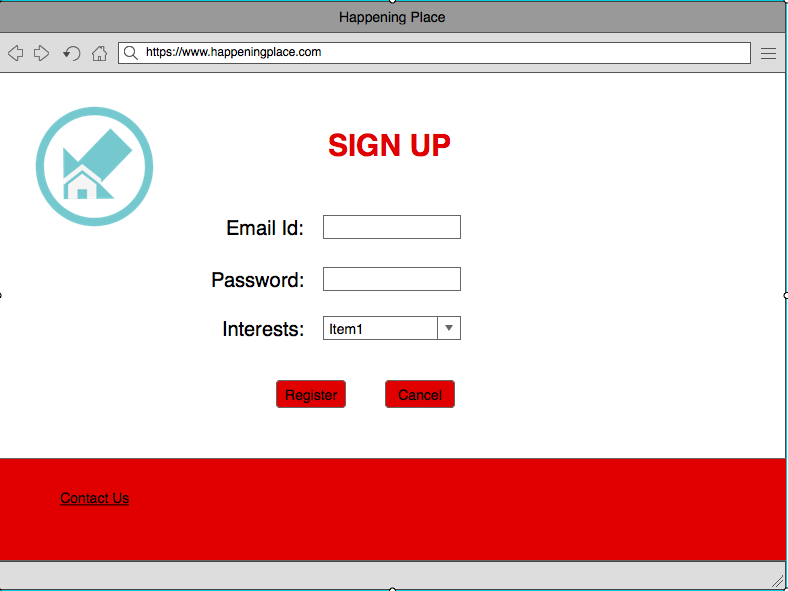 Happening Place
https://www.happeningplace.com
SIGN UP
Email Id:
Password:
Interests: Item1
Register Cancel
Contact Us